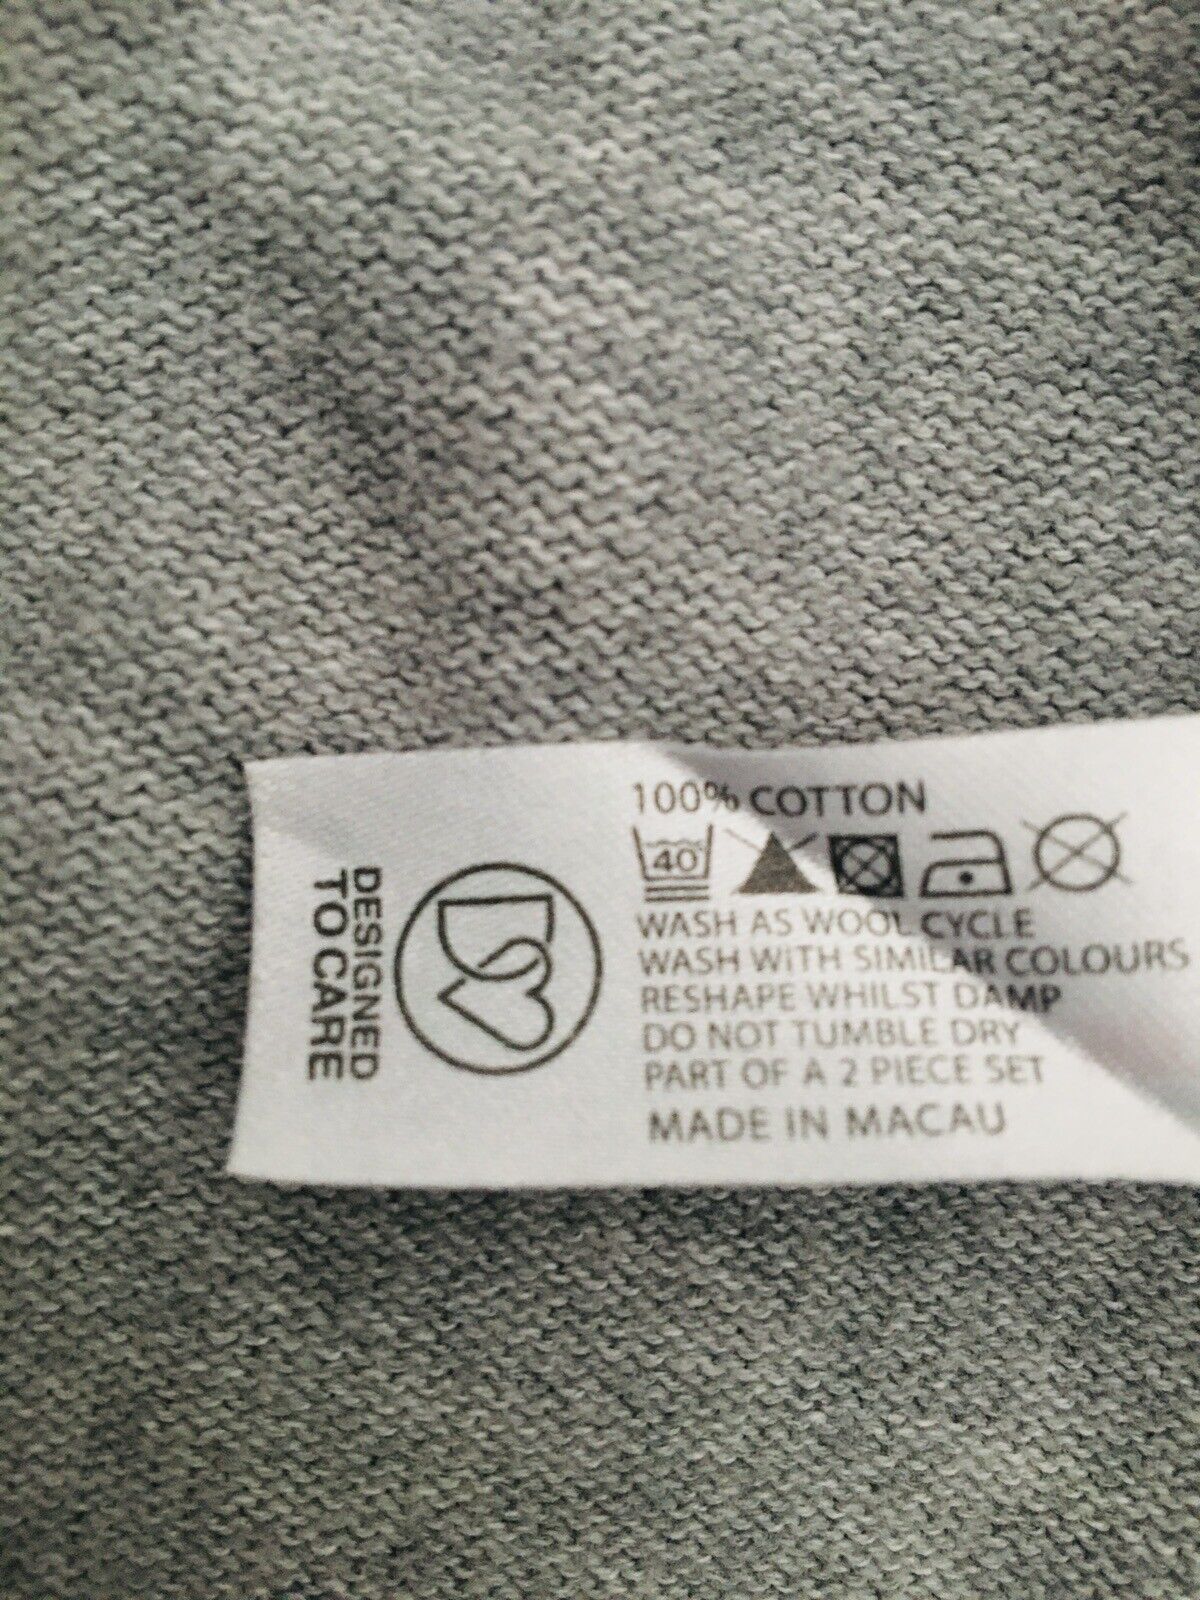 100% COTTON
40
WASH AS WOOL CYCLE
WASH WITH SIMILAR COLOURS
RESHAPE WHILST DAMP
DO NOT TUMBLE DRY
PART OF A 2 PIECE SET
MADE IN MACAU
DESIGNED
TO CARE